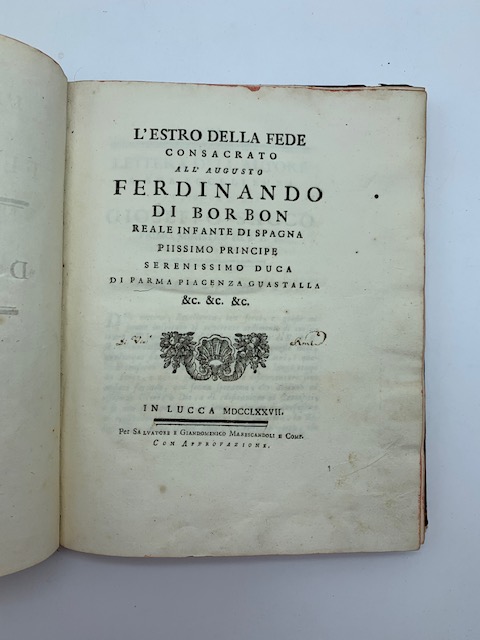 L'ESTRO DELLA FEDE
CONSACRATO
ALL' AUGUSTO
FERDINANDO
DI BORBON
REALE INFANTE DI SPAGNA
PIISSIMO PRINCIPE
SERENISSIMO DUCA
DI PARMA PIACENZA GUASTALLA
&c. &c. &c.
IN LUCCA MDCCLXXVII.
Per SALVATORE E GIANDOMENICO MARESCANDOLI E COMP.
CON APPROVAZIONE.